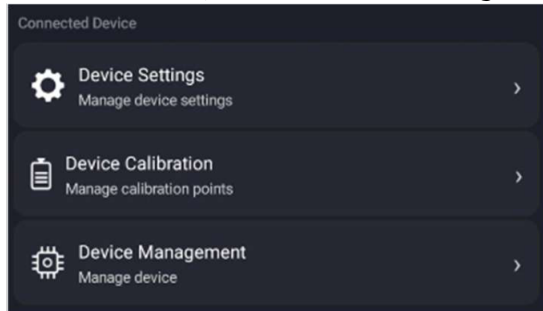 Connected Device
Device Settings
Manage device settings
Device Calibration
Manage calibration points
Device Management
Manage device